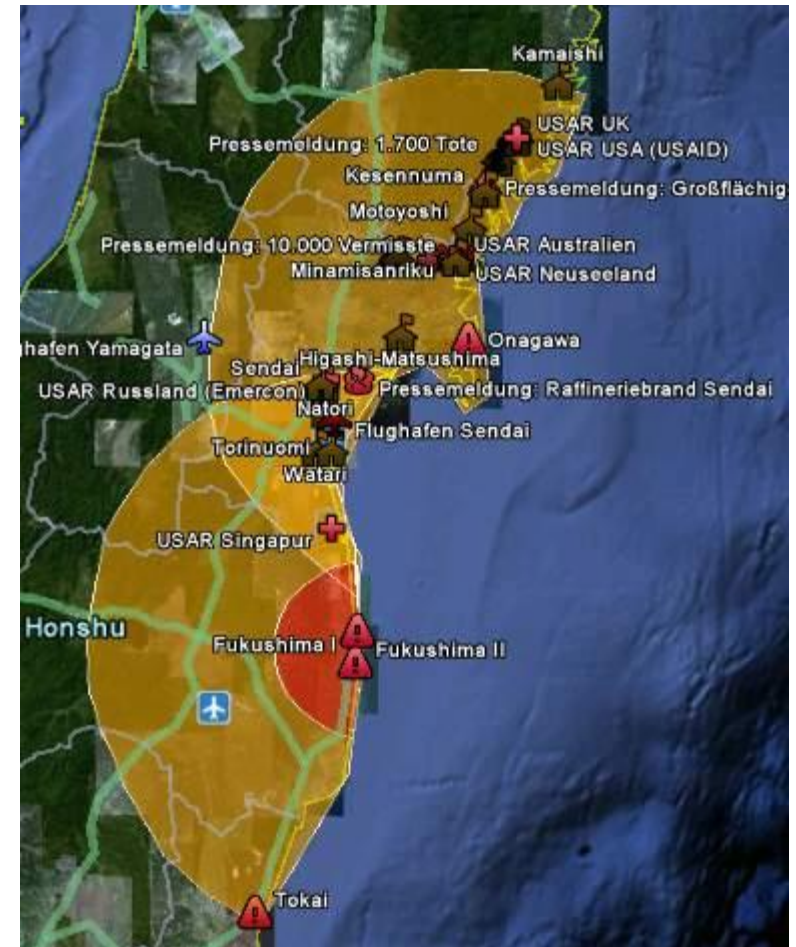 Kamaishi
USAR UK
Pressemeldung: 1.700 Tote
USAR USA (USAID)
Kesennuma
Pressemeldung: Großflächig
Motoyoshi
Pressemeldung: 10.000 Vermisste
USAR Australien
Minamisanriku
USAR Neuseeland
ghafen Yamagata
Onagawa
Sendai
Higashi-Matsushima
USAR Russland (Emercon)
Pressemeldung: Raffineriebrand Sendai
Natori
Flughafen Sendai
Torinuomi
Watari
USAR Singapur
Honshu
Fukushima I
Fukushima II
Tokai